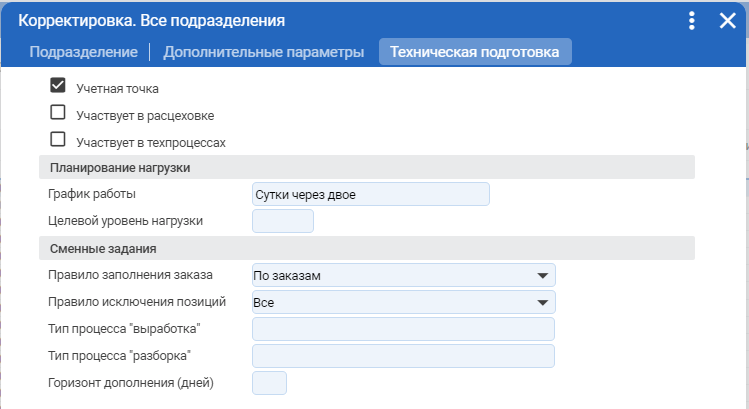 Корректировка. Все подразделения
Подразделение Дополнительные параметры Техническая подготовка
Учетная точка
Участвует в расцеховке
Участвует в техпроцессах
Планирование нагрузки
График работы Сутки через двое
Целевой уровень нагрузки
Сменные задания
Правило заполнения заказа По заказам
Правило исключения позиций Все
Тип процесса "выработка"
Тип процесса "разборка"
Горизонт дополнения (дней)